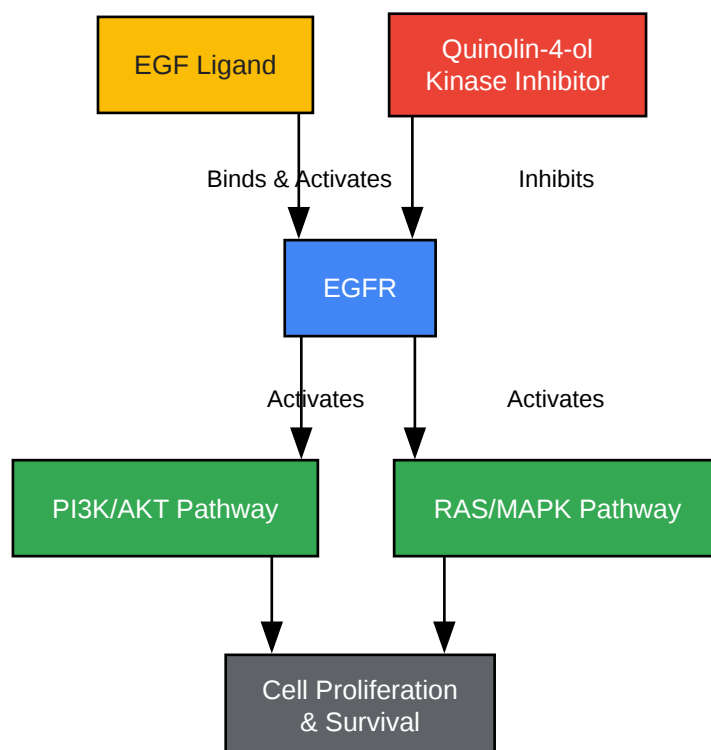 EGF Ligand
Quinolin-4-ol
Kinase Inhibitor
Binds & Activates
Inhibits
EGFR
Activates
Activates
PI3K/AKT Pathway
RAS/MAPK Pathway
Cell Proliferation
& Survival